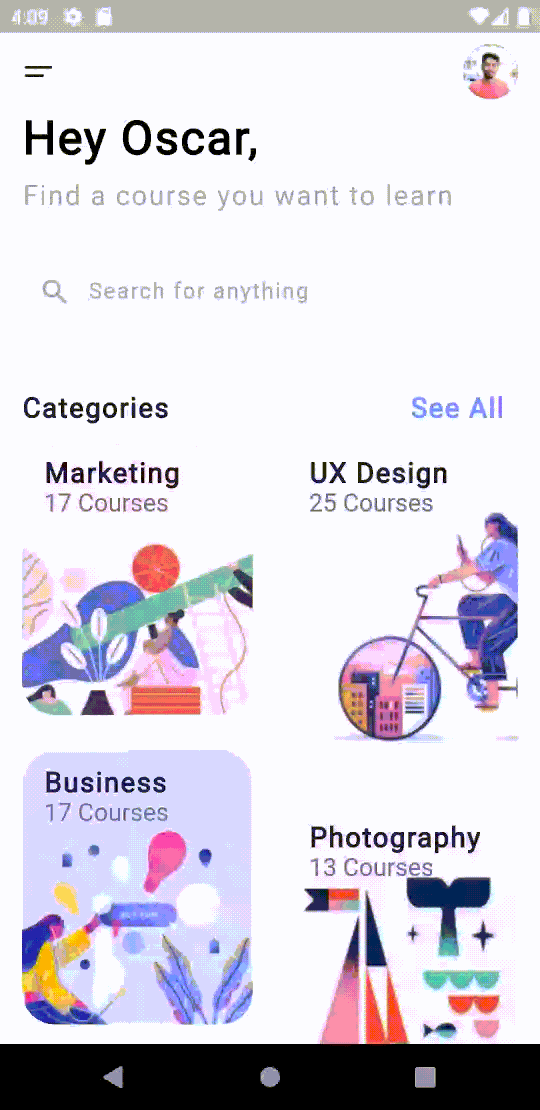 4:09
Hey Oscar,
Find a course you want to learn
Search for anything
Categories
See All
Marketing
17 Courses
UX Design
25 Courses
Business
17 Courses
Photography
13 Courses